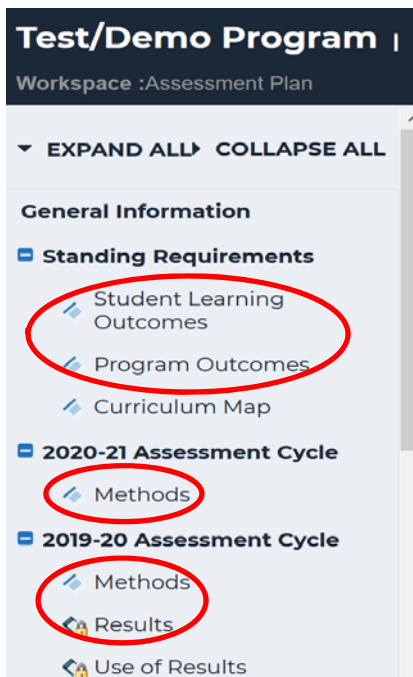 Test/Demo Program |
Workspace :Assessment Plan
EXPAND ALL COLLAPSE ALL
General Information
Standing Requirements
Student Learning
Outcomes
Program Outcomes
Curriculum Map
2020-21 Assessment Cycle
Methods
2019-20 Assessment Cycle
Methods
Results
Use of Results